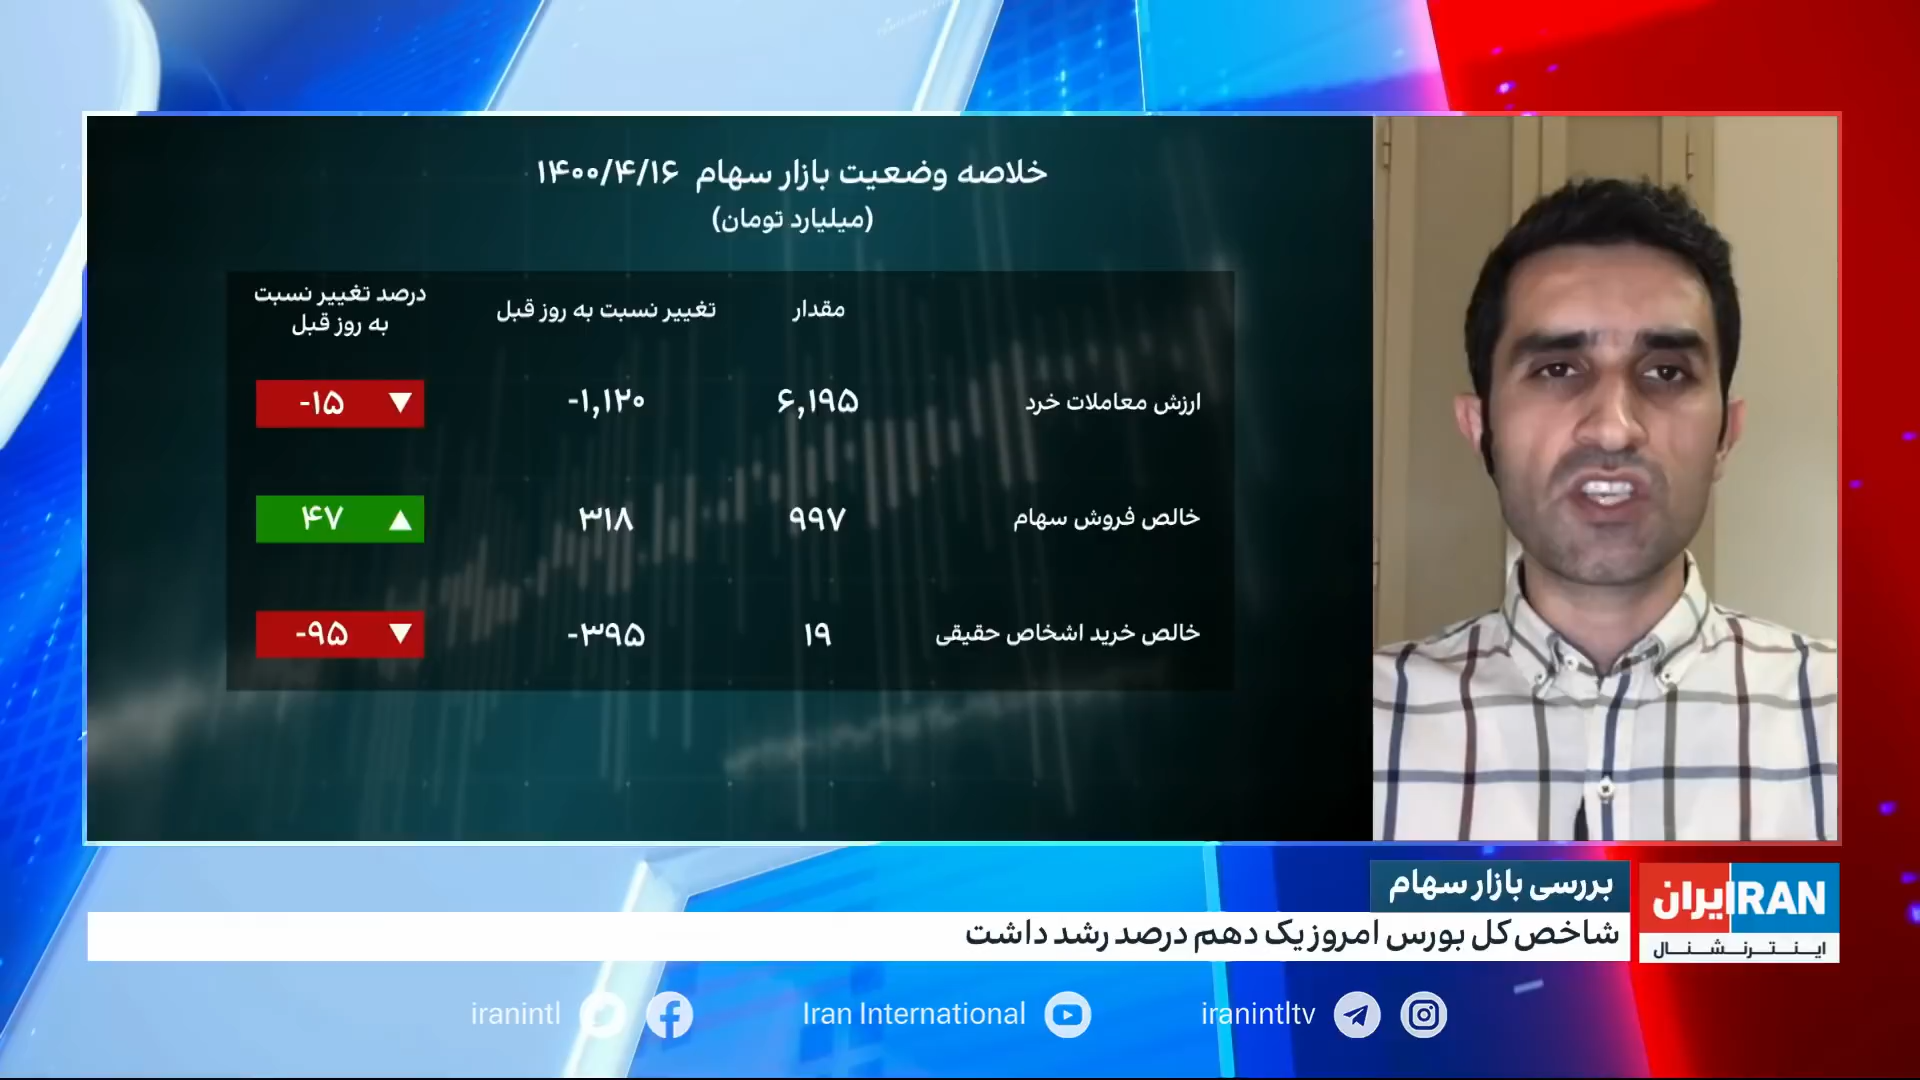 خلاصه وضعیت بازار سهام ۱۴۰۰/۴/۱۶
(میلیارد تومان)
مقدار تغییر نسبت به روز قبل درصد تغییر نسبت به روز قبل
ارزش معاملات خرد ۶,۱۹۵ -۱,۱۲۰ -۱۵
خالص فروش سهام ۹۹۷ ۳۱۸ ۴۷
خالص خرید اشخاص حقیقی ۱۹ -۳۹۵ -۹۵
بررسی بازار سهام
شاخص کل بورس امروز یک دهم درصد رشد داشت
ایران IRAN
اینترنشنال
iranintl Iran International iranintltv